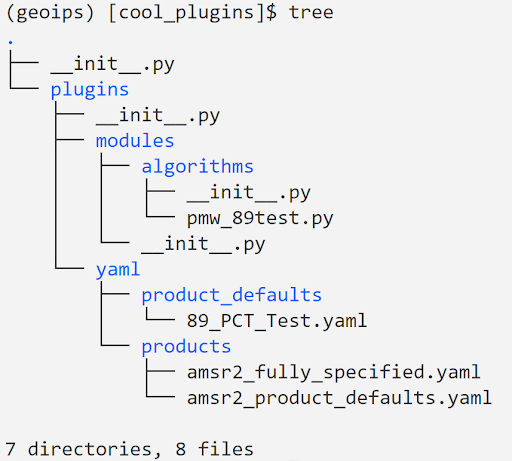 (geoips) [cool_plugins]$ tree
.
├── __init__.py
└── plugins
    ├── __init__.py
    ├── modules
    │   ├── algorithms
    │   │   ├── __init__.py
    │   │   └── pmw_89test.py
    │   └── __init__.py
    └── yaml
        ├── product_defaults
        │   └── 89_PCT_Test.yaml
        └── products
            ├── amsr2_fully_specified.yaml
            └── amsr2_product_defaults.yaml
7 directories, 8 files